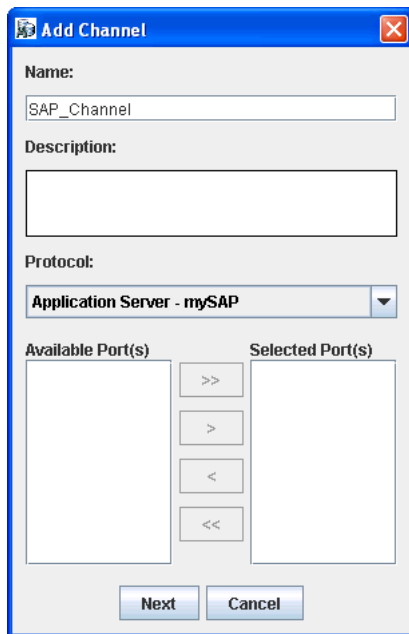 Add Channel
Name:
SAP_Channel
Description:
Protocol:
Application Server - mySAP
Available Port(s) Selected Port(s)
>>
>
<
<<
Next Cancel